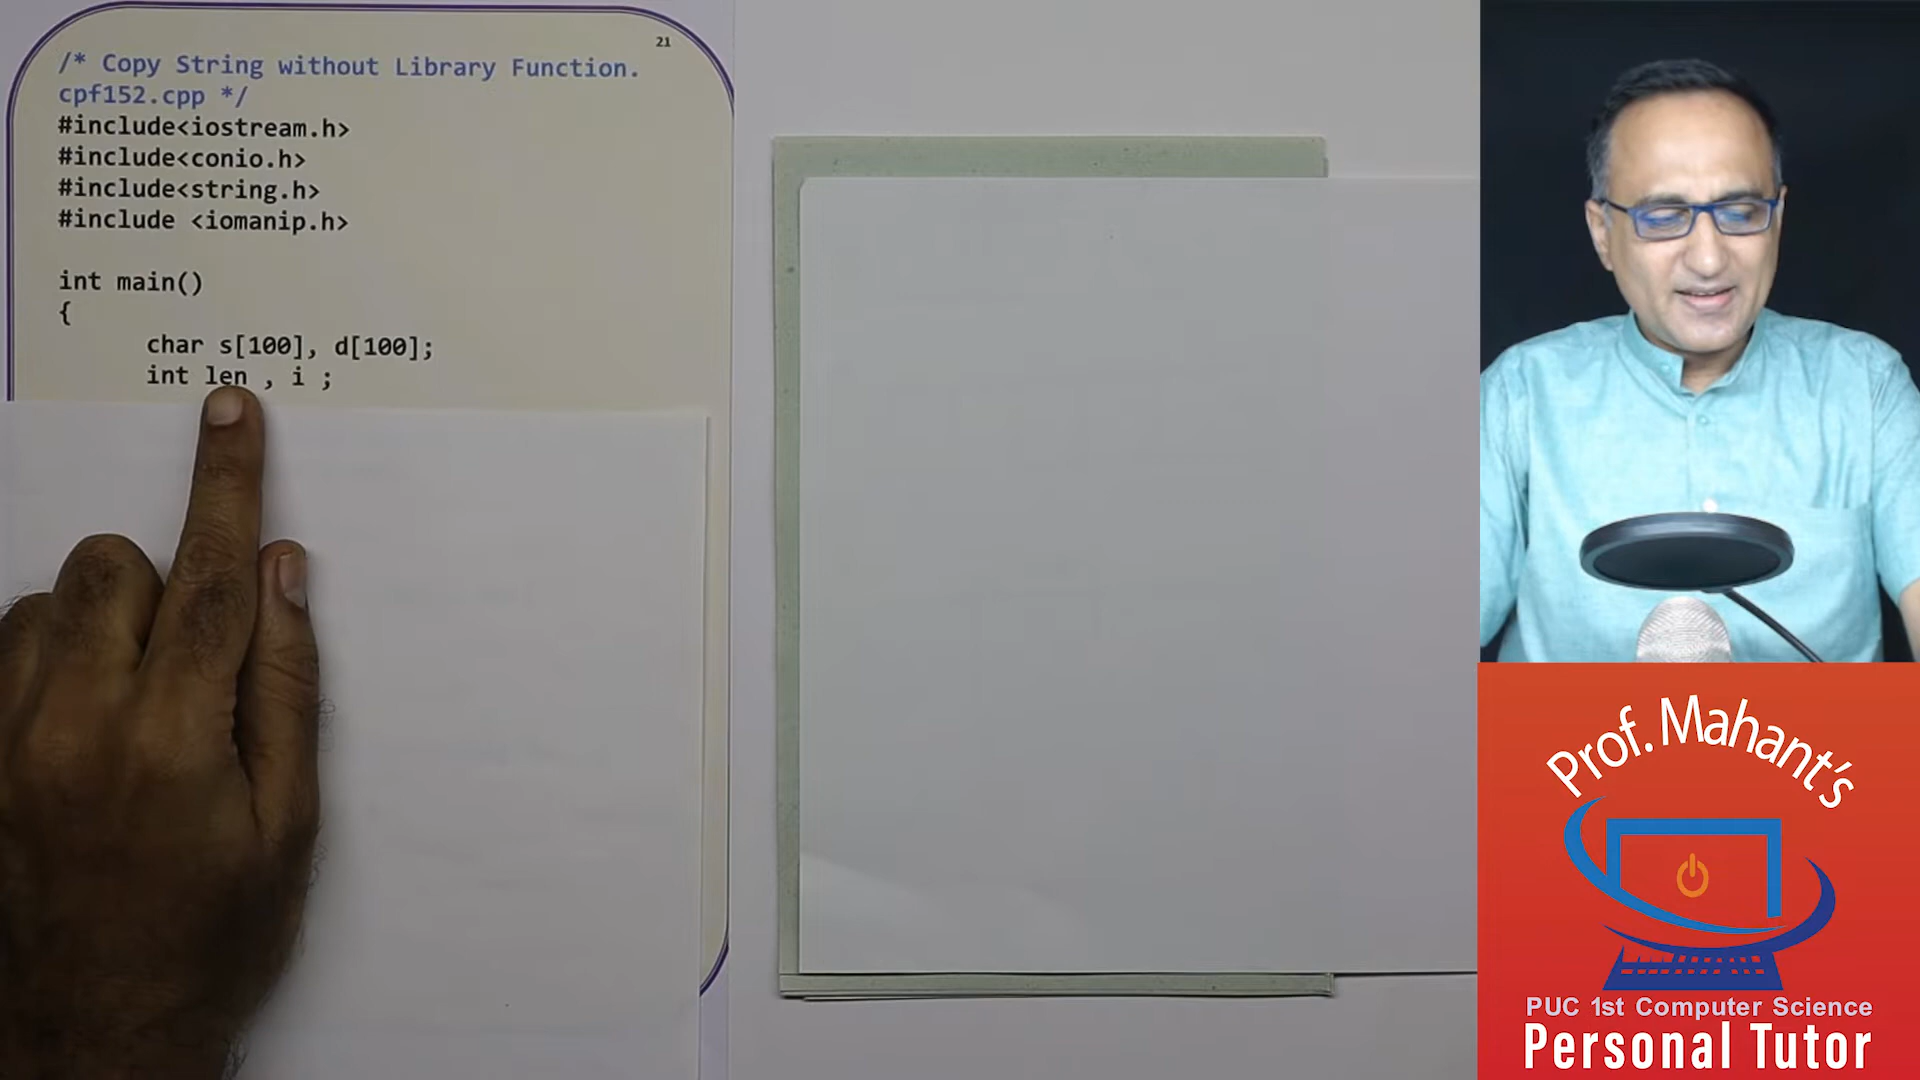 21
/* Copy String without Library Function.
cpf152.cpp */
#include<iostream.h>
#include<conio.h>
#include<string.h>
#include <iomanip.h>
int main()
{
char s[100], d[100];
int len , i ;
Prof. Mahant's
PUC 1st Computer Science
Personal Tutor